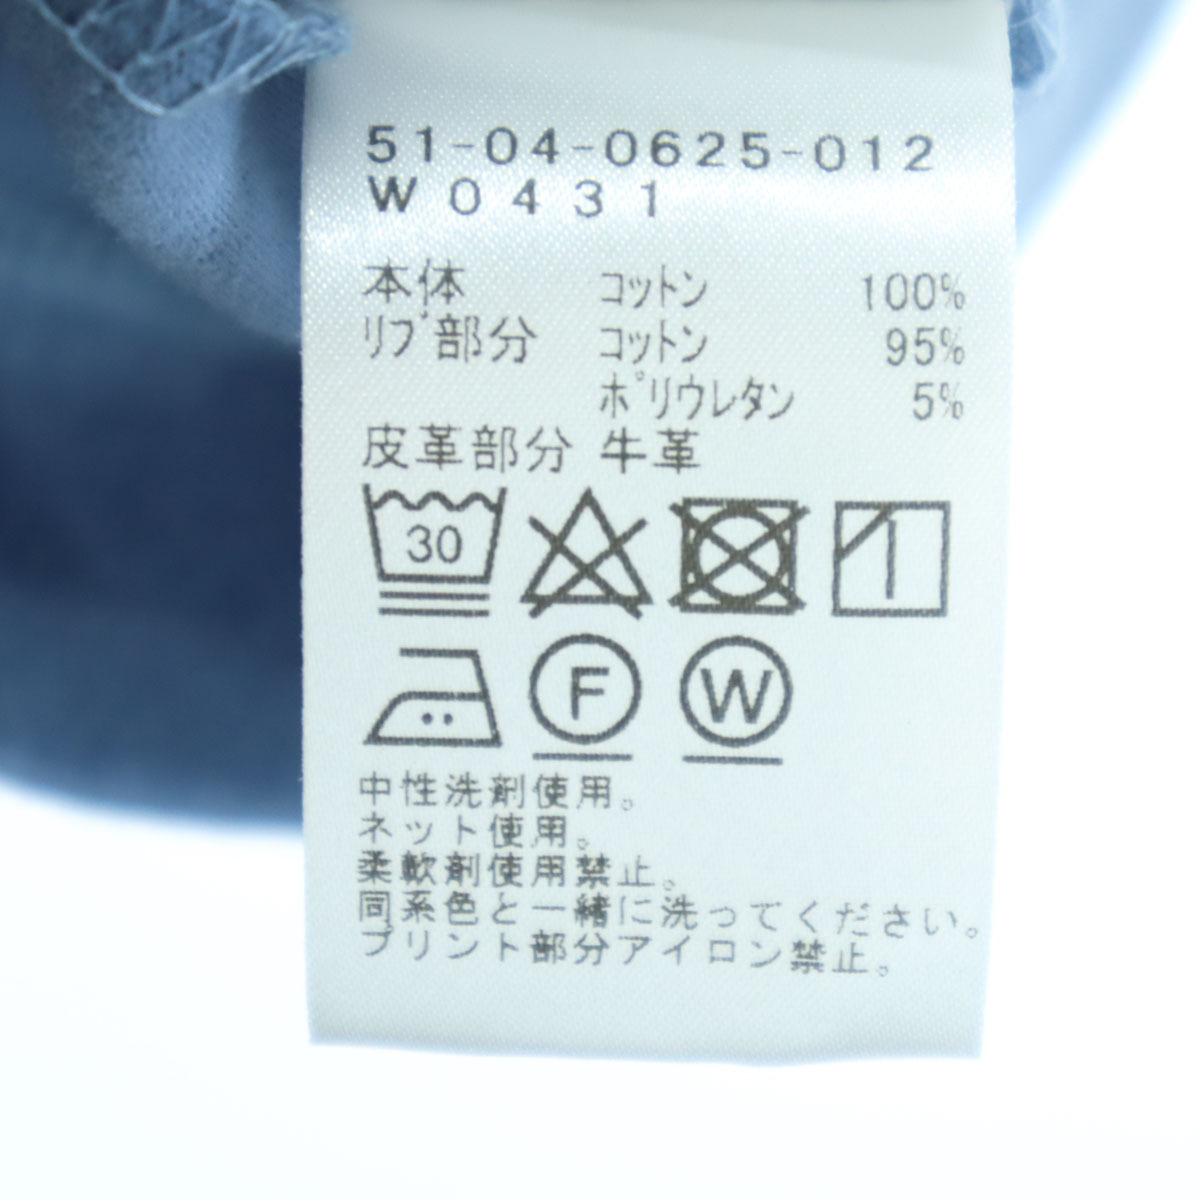 51-04-0625-012
W0431
本体 コットン 100%
リブ部分 コットン 95%
ポリウレタン 5%
皮革部分 牛革
30
F W
中性洗剤使用。
ネット使用。
柔軟剤使用禁止。
同系色と一緒に洗ってください。
プリント部分アイロン禁止。